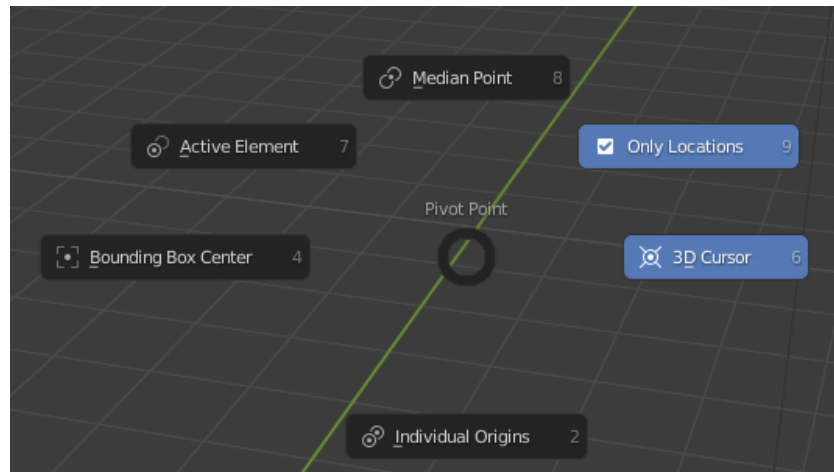 Median Point 8
Active Element 7
Only Locations 9
Pivot Point
Bounding Box Center 4
3D Cursor 6
Individual Origins 2